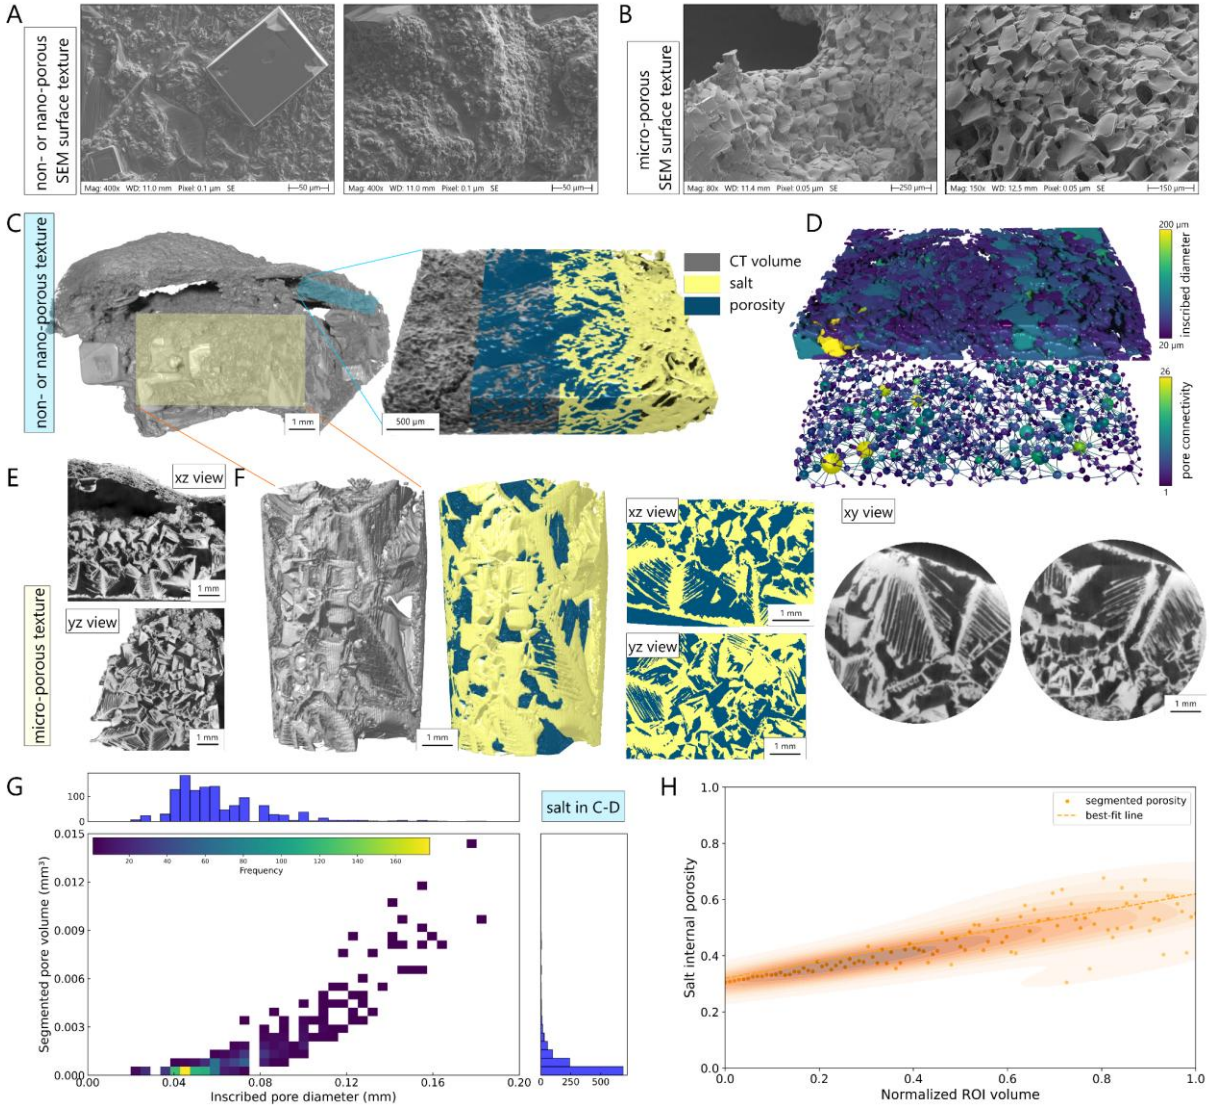 A
non- or nano-porous
SEM surface texture
Mag: 400x WD: 11.0 mm Pixel: 0.1 µm SE
50 µm
Mag: 400x WD: 11.0 mm Pixel: 0.1 µm SE
50 µm
B
micro-porous
SEM surface texture
Mag: 80x WD: 11.4 mm Pixel: 0.05 µm SE
250 µm
Mag: 150x WD: 12.5 mm Pixel: 0.05 µm SE
150 µm
C
non- or nano-porous texture
1 mm
500 µm
CT volume
salt
porosity
D
200 µm
inscribed diameter
20 µm
26
pore connectivity
1
E
micro-porous texture
xz view
1 mm
yz view
1 mm
F
1 mm
1 mm
xz view
1 mm
yz view
1 mm
xy view
1 mm
G
100
0
salt in C-D
0.015
0.012
0.009
0.006
0.003
0.000
Segmented pore volume (mm³)
20 40 60 80 100 120 140 160
Frequency
0.00 0.04 0.08 0.12 0.16 0.20
Inscribed pore diameter (mm)
0 250 500
H
segmented porosity
best-fit line
1.0
0.8
0.6
0.4
0.2
0.0
Salt internal porosity
0.0 0.2 0.4 0.6 0.8 1.0
Normalized ROI volume